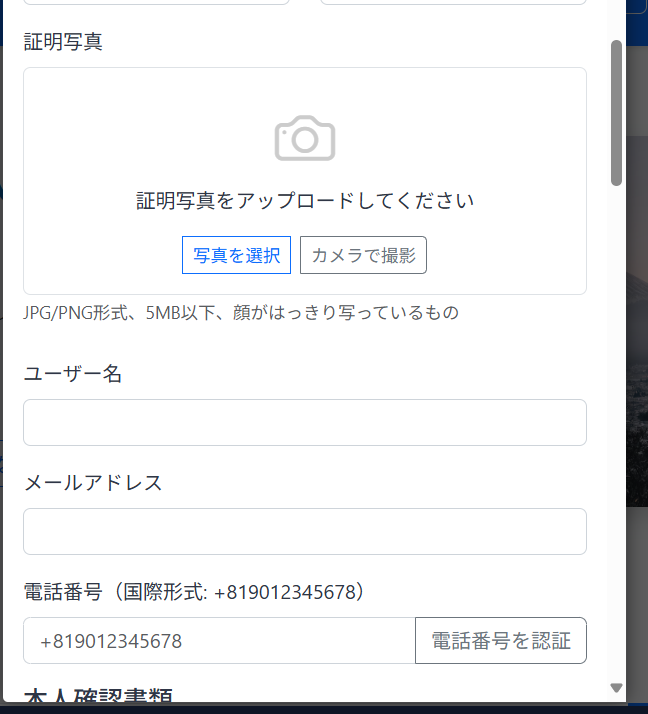 証明写真
証明写真をアップロードしてください
写真を選択 カメラで撮影
JPG/PNG形式、5MB以下、顔がはっきり写っているもの
ユーザー名
メールアドレス
電話番号（国際形式: +819012345678）
+819012345678 電話番号を認証
本人確認書類